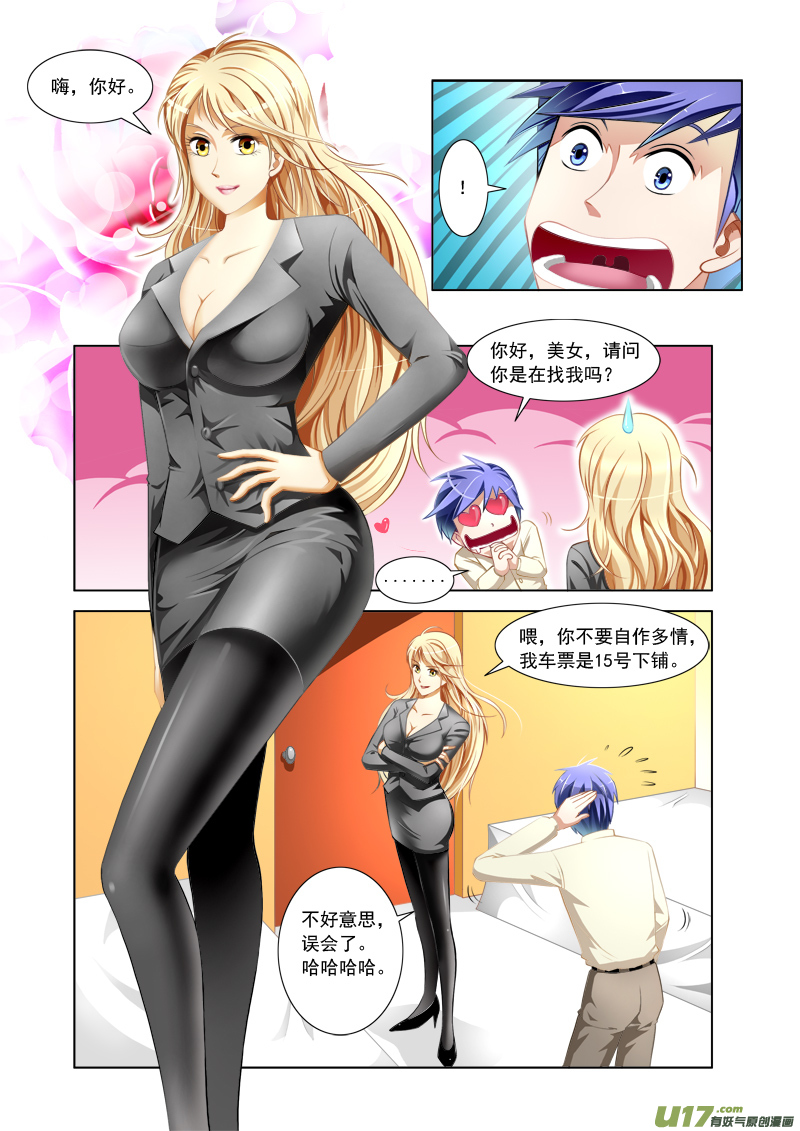 嗨，你好。
！
你好，美女，请问
你是在找我吗？
．．．．．．．
喂，你不要自作多情，
我车票是15号下铺。
不好意思，
误会了。
哈哈哈哈。
U17.com
有妖气原创漫画